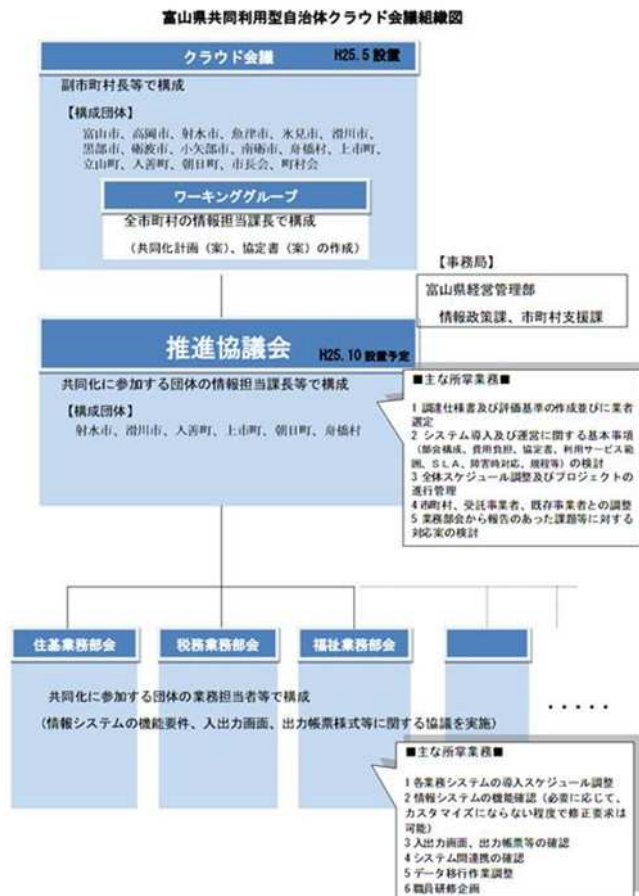 富山県共同利用型自治体クラウド会議組織図
クラウド会議
H25.5 設置
副市町村長等で構成
【構成団体】
富山市、高岡市、射水市、魚津市、氷見市、滑川市、
黒部市、砺波市、小矢部市、南砺市、舟橋村、上市町、
立山町、入善町、朝日町、市長会、町村会
ワーキンググループ
全市町村の情報担当課長で構成
(共同化計画(案)、協定書(案)の作成)
【事務局】
富山県経営管理部
情報政策課、市町村支援課
推進協議会
H25.10 設置予定
共同化に参加する団体の情報担当課長等で構成
【構成団体】
射水市、滑川市、入善町、上市町、朝日町、舟橋村
■主な所掌業務■
1 調達仕様書及び評価基準の作成並びに業者
選定
2 システム導入及び運営に関する基本事項
(部会構成、費用負担、協定書、利用サービス範
囲、SLA、障害時対応、規程等)の検討
3 全体スケジュール調整及びプロジェクトの
進行管理
4 市町村、受託事業者、既存事業者との調整
5 業務部会から報告のあった課題等に対する
対応案の検討
住基業務部会
税務業務部会
福祉業務部会
共同化に参加する団体の業務担当者等で構成
(情報システムの機能要件、入出力画面、出力帳票様式等に関する協議を実施)
・・・・・
■主な所掌業務■
1 各業務システムの導入スケジュール調整
2 情報システムの機能確認(必要に応じて、
カスタマイズにならない程度で修正要求は
可能)
3 入出力画面、出力帳票等の確認
4 システム間連携の確認
5 データ移行作業調整
6 職員研修企画